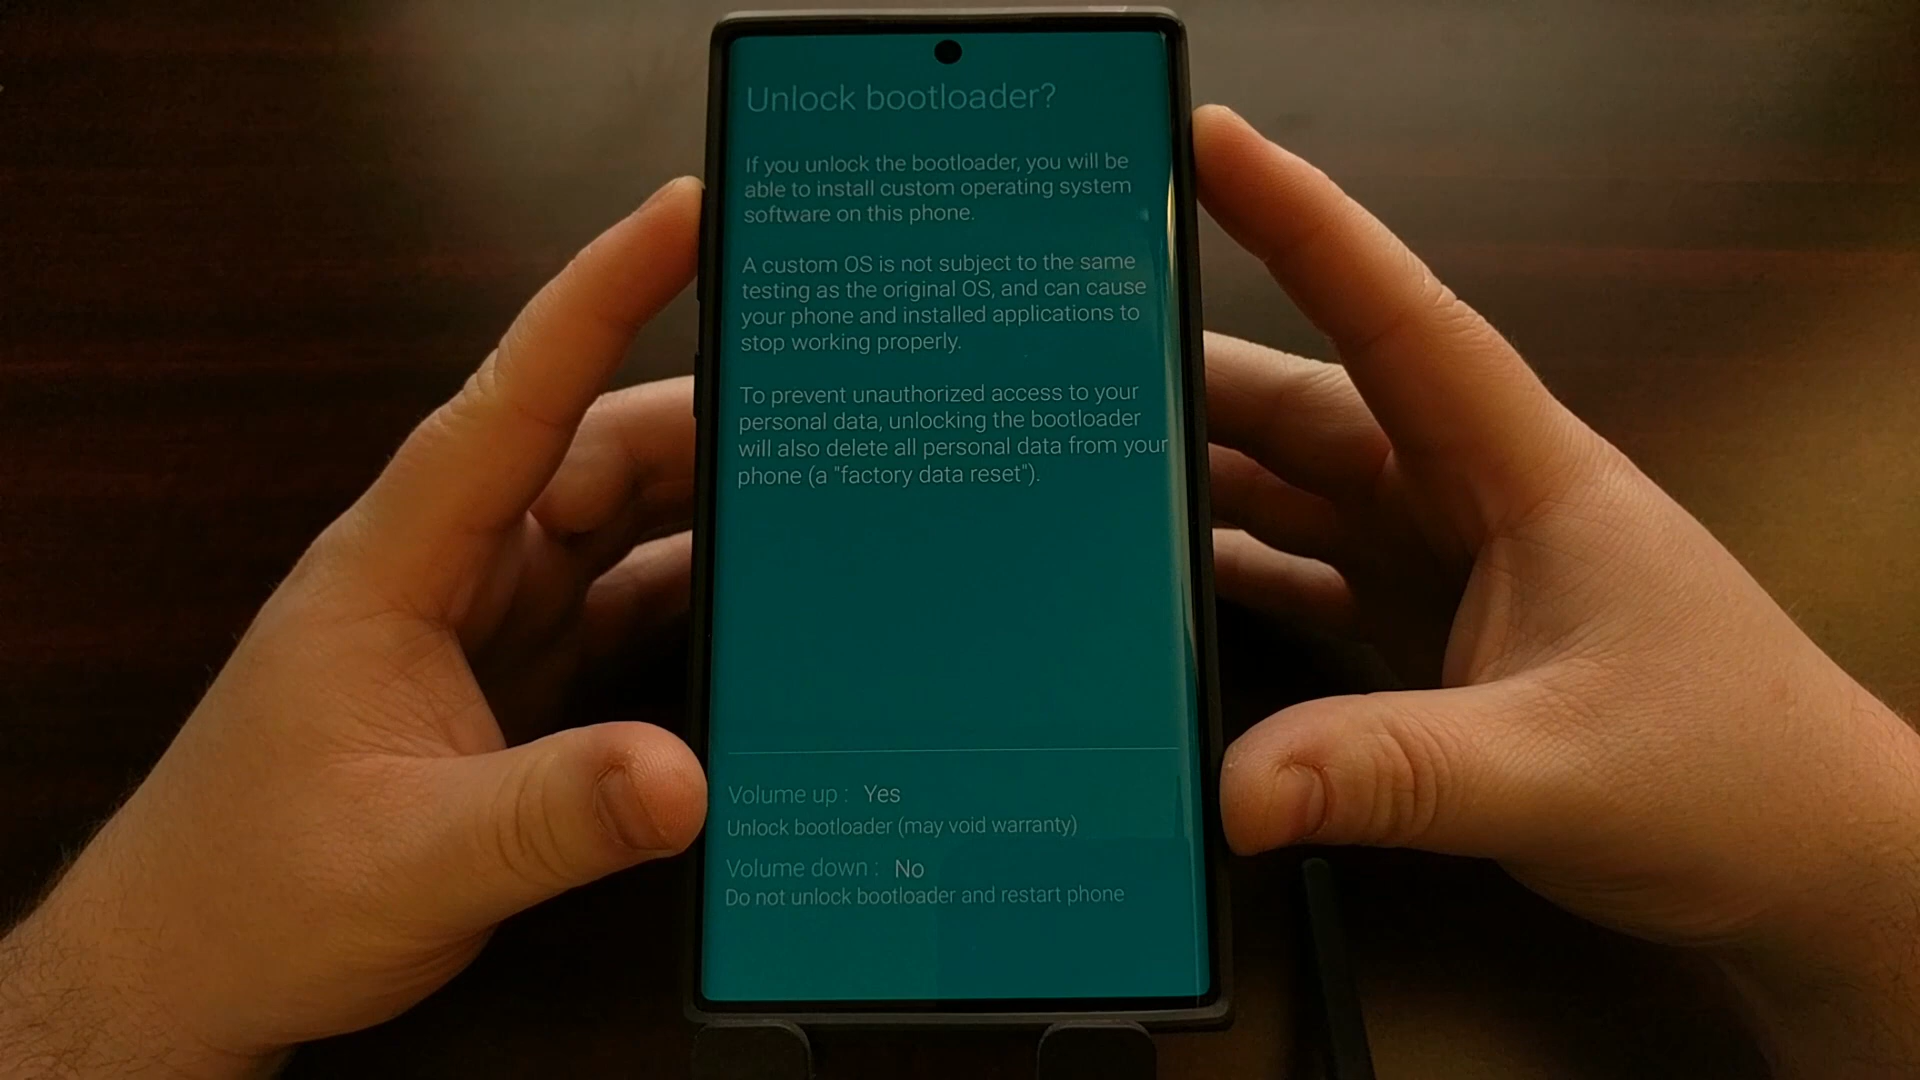 Unlock bootloader?
If you unlock the bootloader, you will be
able to install custom operating system
software on this phone.
A custom OS is not subject to the same
testing as the original OS, and can cause
your phone and installed applications to
stop working properly.
To prevent unauthorized access to your
personal data, unlocking the bootloader
will also delete all personal data from your
phone (a "factory data reset").
Volume up : Yes
Unlock bootloader (may void warranty)
Volume down : No
Do not unlock bootloader and restart phone